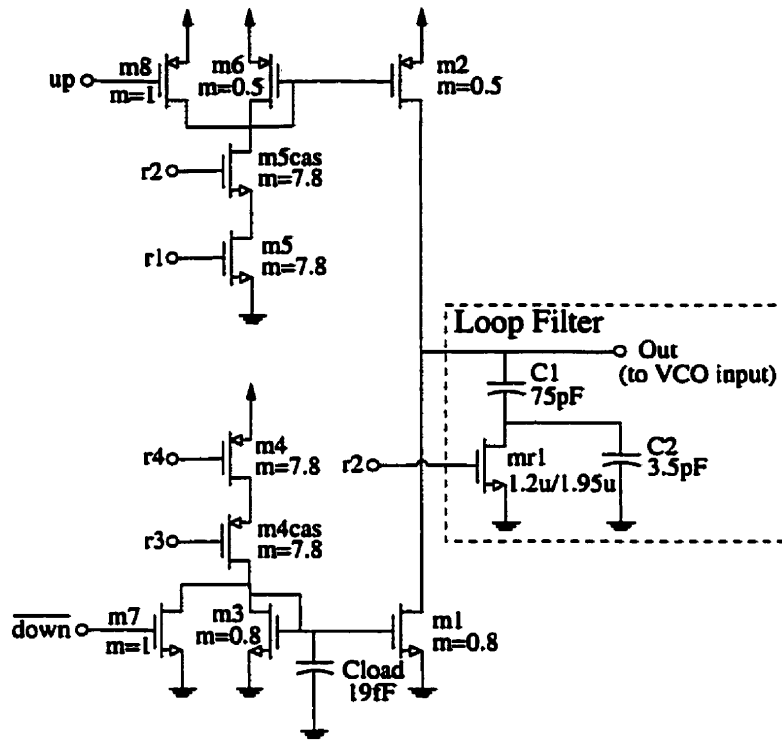 m8
m=1
up
m6
m=0.5
m2
m=0.5
r2
m5cas
m=7.8
r1
m5
m=7.8
Loop Filter
Out
(to VCO input)
C1
75pF
r4
m4
m=7.8
r2
mr1
1.2u/1.95u
C2
3.5pF
r3
m4cas
m=7.8
down
m7
m=1
m3
m=0.8
m1
m=0.8
Cload
19fF